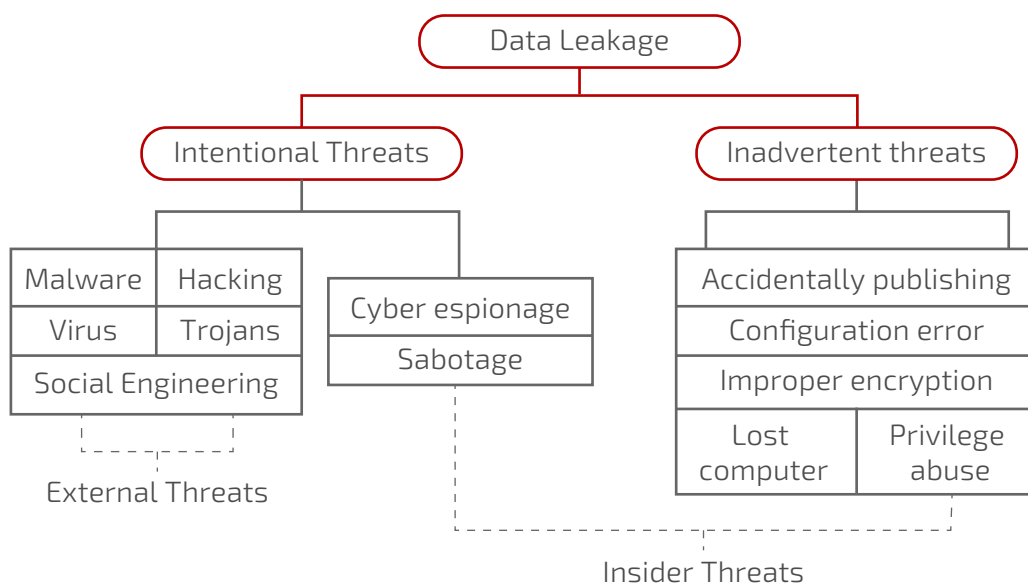 Data Leakage
Intentional Threats
Inadvertent threats
Malware
Hacking
Virus
Trojans
Social Engineering
Cyber espionage
Sabotage
Accidentally publishing
Configuration error
Improper encryption
Lost
computer
Privilege
abuse
External Threats
Insider Threats